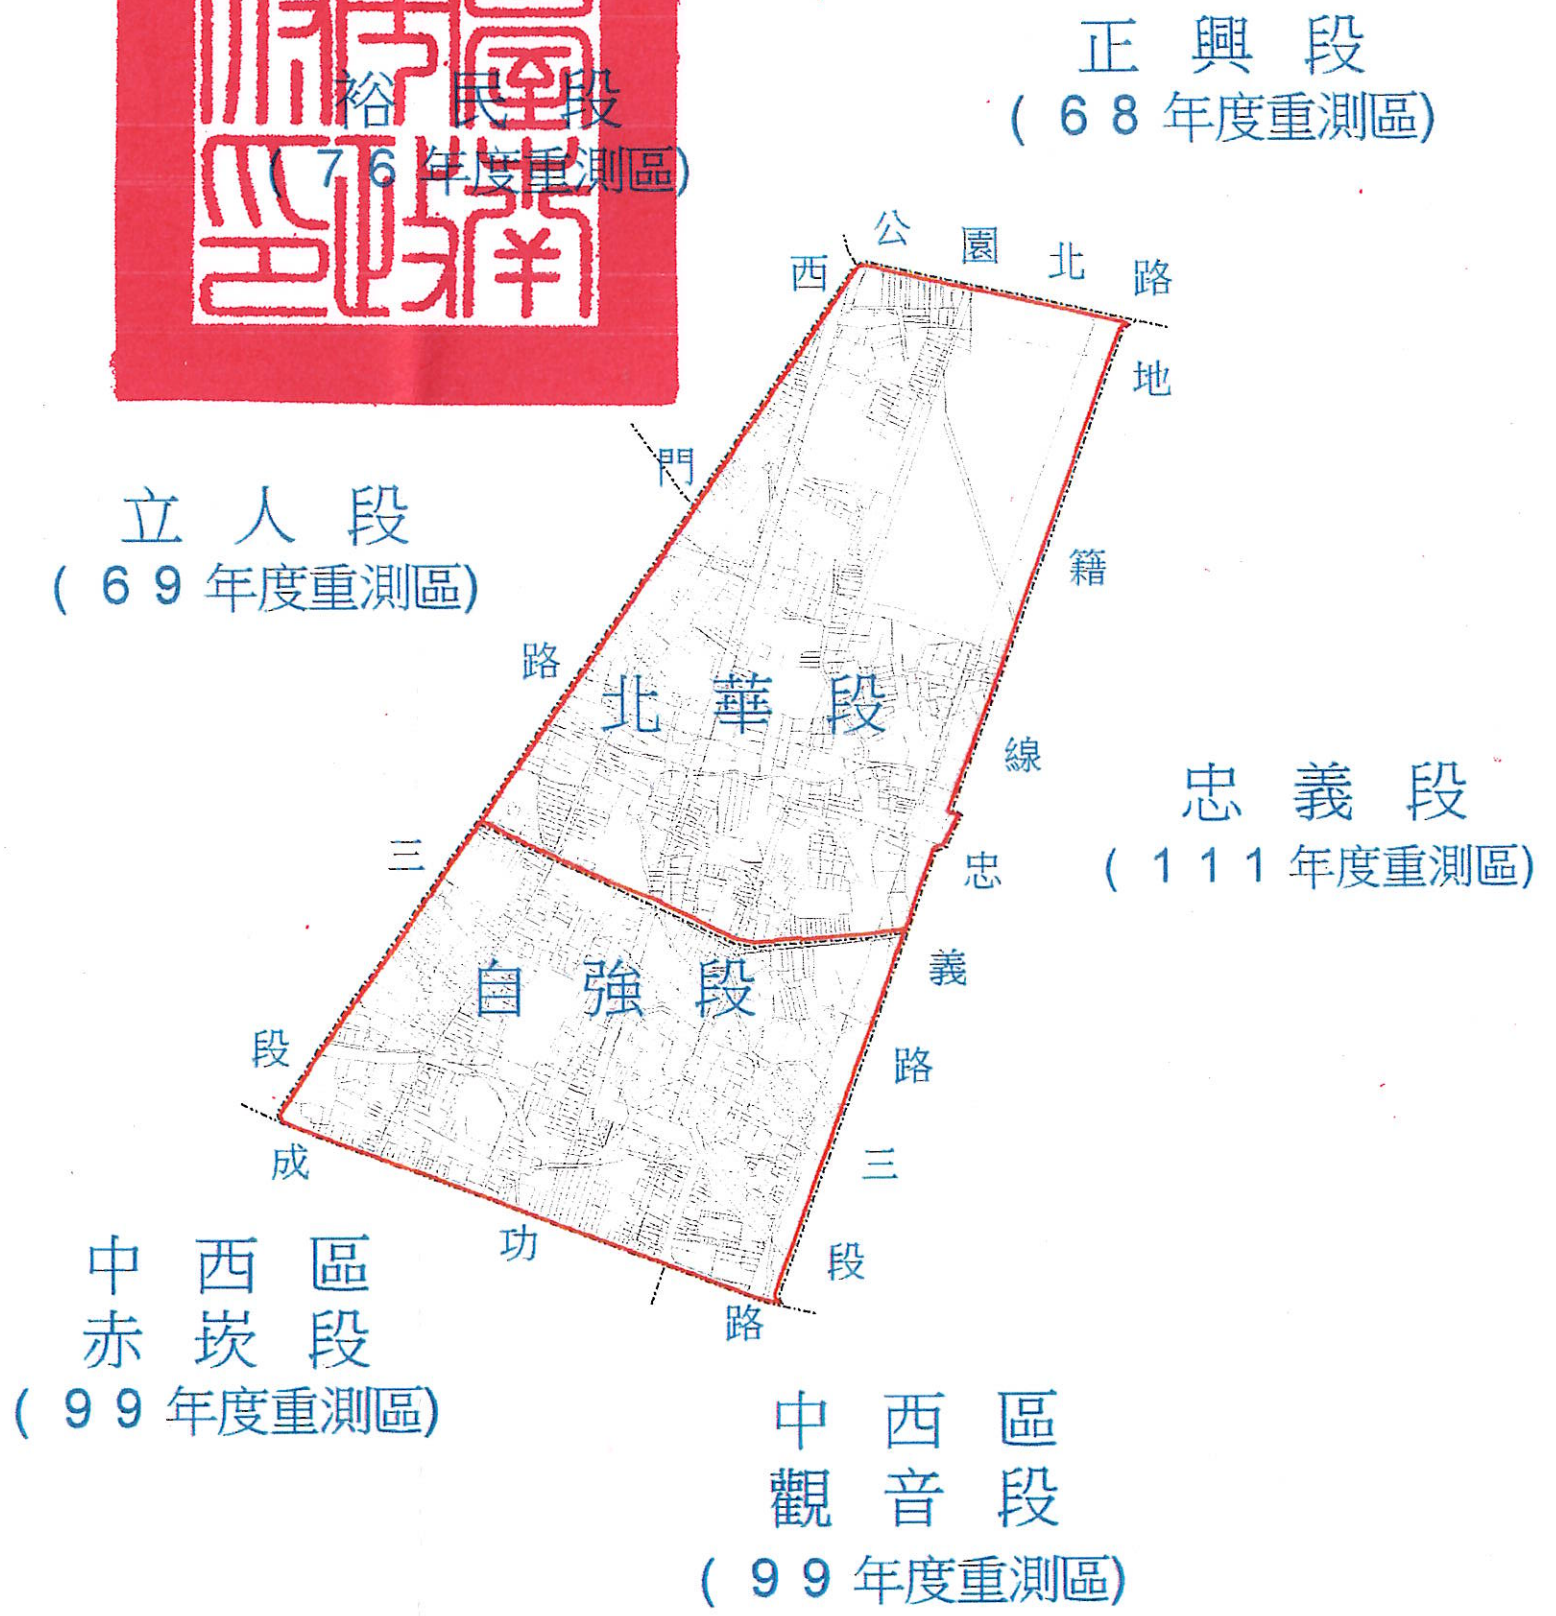 正興段
(68年度重測區)
裕民段
(76年度重測區)
公園北路
西門路三段
地籍線
忠義路三段
立人段
(69年度重測區)
北華段
忠義段
(111年度重測區)
自強段
成功路
中西區
赤崁段
(99年度重測區)
中西區
觀音段
(99年度重測區)